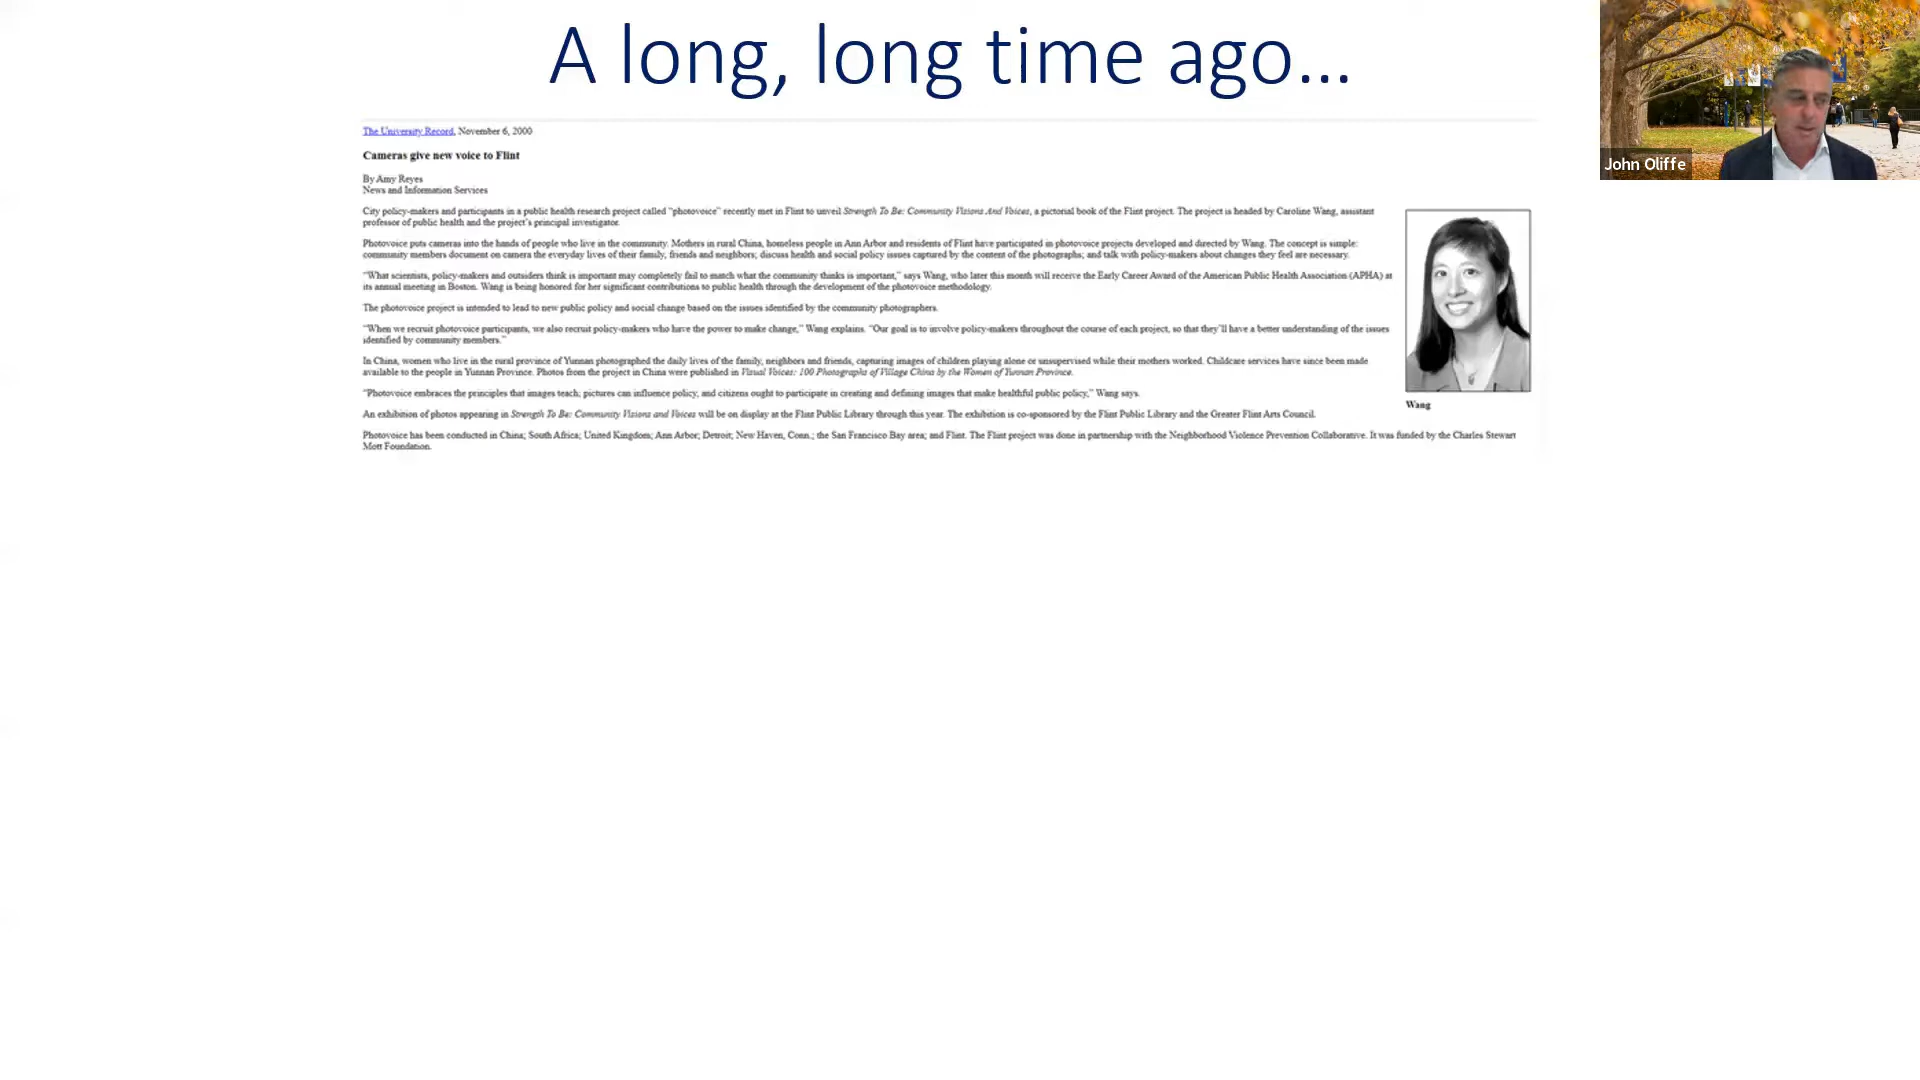 A long, long time ago...
John Oliffe
The University Record, November 6, 2000
Cameras give new voice to Flint
By Amy Reyes
News and Information Services
City policy-makers and participants in a public health research project called "photovoice" recently met in Flint to unveil Strength To Be: Community Visions And Voices, a pictorial book of the Flint project. The project is headed by Caroline Wang, assistant
professor of public health and the project's principal investigator.
Photovoice puts cameras into the hands of people who live in the community. Mothers in rural China, homeless people in Ann Arbor and residents of Flint have participated in photovoice projects developed and directed by Wang. The concept is simple:
community members document on camera the everyday lives of their family, friends and neighbors; discuss health and social policy issues captured by the content of the photographs; and talk with policy-makers about changes they feel are necessary.
"What scientists, policy-makers and outsiders think is important may completely fail to match what the community thinks is important," says Wang, who later this month will receive the Early Career Award of the American Public Health Association (APHA) at
its annual meeting in Boston. Wang is being honored for her significant contributions to public health through the development of the photovoice methodology.
The photovoice project is intended to lead to new public policy and social change based on the issues identified by the community photographers.
"When we recruit photovoice participants, we also recruit policy-makers who have the power to make change," Wang explains. "Our goal is to involve policy-makers throughout the course of each project, so that they'll have a better understanding of the issues
identified by community members."
In China, women who live in the rural province of Yunnan photographed the daily lives of the family, neighbors and friends, capturing images of children playing alone or unsupervised while their mothers worked. Childcare services have since been made
available to the people in Yunnan Province. Photos from the project in China were published in Visual Voices: 100 Photographs of Village China by the Women of Yunnan Province.
"Photovoice embraces the principles that images teach, pictures can influence policy, and citizens ought to participate in creating and defining images that make healthful public policy," Wang says.
An exhibition of photos appearing in Strength To Be: Community Visions and Voices will be on display at the Flint Public Library through this year. The exhibition is co-sponsored by the Flint Public Library and the Greater Flint Arts Council.
Photovoice has been conducted in China; South Africa; United Kingdom; Ann Arbor; Detroit; New Haven, Conn.; the San Francisco Bay area; and Flint. The Flint project was done in partnership with the Neighborhood Violence Prevention Collaborative. It was funded by the Charles Stewart
Mott Foundation.
Wang